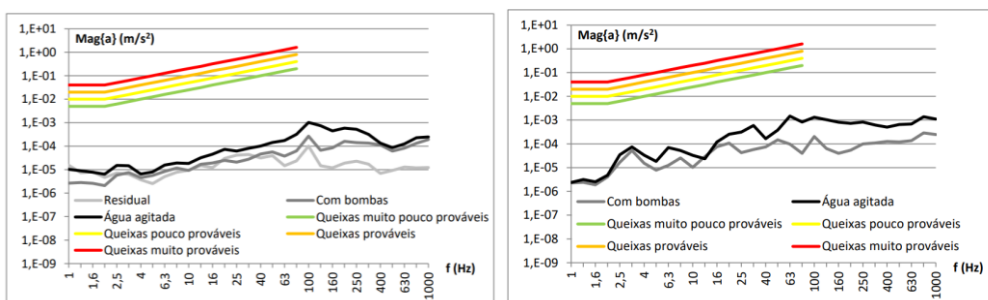 1,E+01
Mag{a} (m/s²)
1,E+00
1,E-01
1,E-02
1,E-03
1,E-04
1,E-05
1,E-06
1,E-07
1,E-08
1,E-09
Residual
Com bombas
Água agitada
Queixas muito pouco prováveis
Queixas pouco prováveis
Queixas prováveis
Queixas muito prováveis
f (Hz)
1
1,6
2,5
4
6,3
10
16
25
40
63
100
160
250
400
630
1000
1,E+01
Mag{a} (m/s²)
1,E+00
1,E-01
1,E-02
1,E-03
1,E-04
1,E-05
1,E-06
1,E-07
1,E-08
1,E-09
Com bombas
Água agitada
Queixas muito pouco prováveis
Queixas pouco prováveis
Queixas prováveis
Queixas muito prováveis
f (Hz)
1
1,6
2,5
4
6,3
10
16
25
40
63
100
160
250
400
630
1000